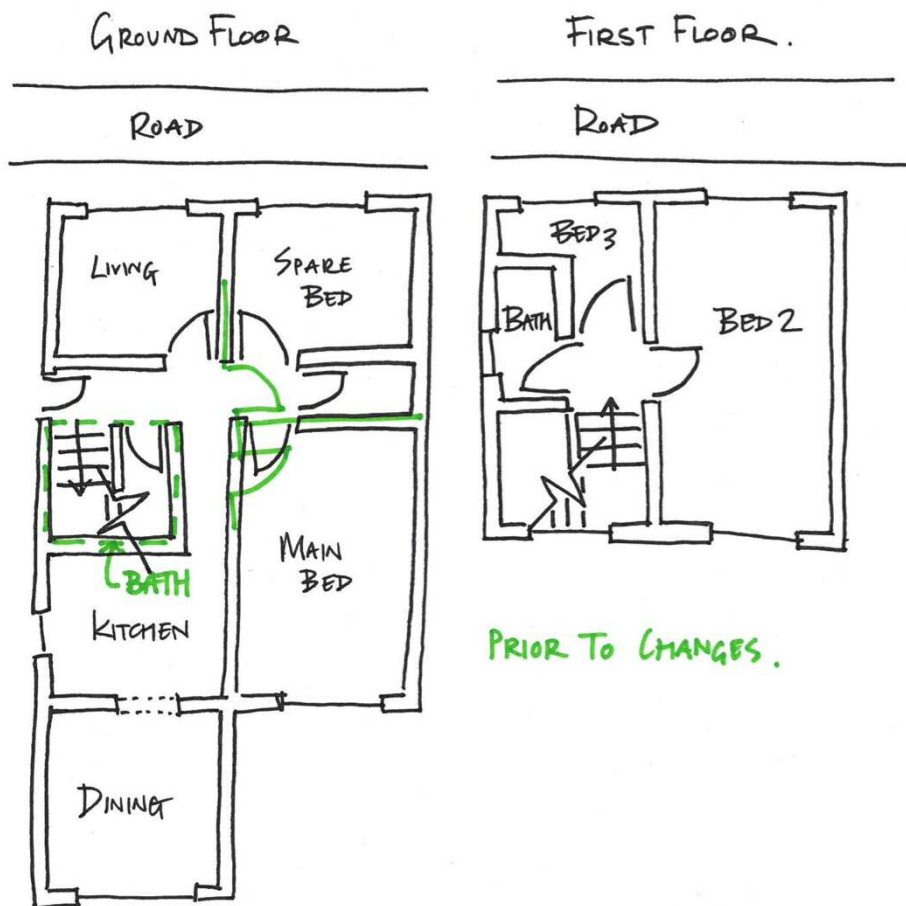 GROUND FLOOR
ROAD
LIVING
SPARE
BED
BATH
MAIN
BED
KITCHEN
DINING
FIRST FLOOR.
ROAD
BED 3
BATH
BED 2
PRIOR TO CHANGES.